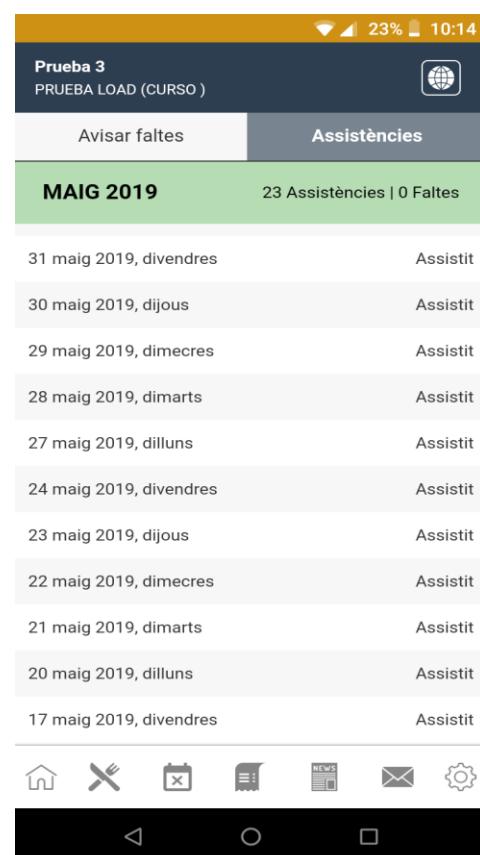 23% 10:14
Prueba 3
PRUEBA LOAD (CURSO )
Avisar faltes Assistències
MAIG 2019 23 Assistències | 0 Faltes
31 maig 2019, divendres Assistit
30 maig 2019, dijous Assistit
29 maig 2019, dimecres Assistit
28 maig 2019, dimarts Assistit
27 maig 2019, dilluns Assistit
24 maig 2019, divendres Assistit
23 maig 2019, dijous Assistit
22 maig 2019, dimecres Assistit
21 maig 2019, dimarts Assistit
20 maig 2019, dilluns Assistit
17 maig 2019, divendres Assistit
NEWS